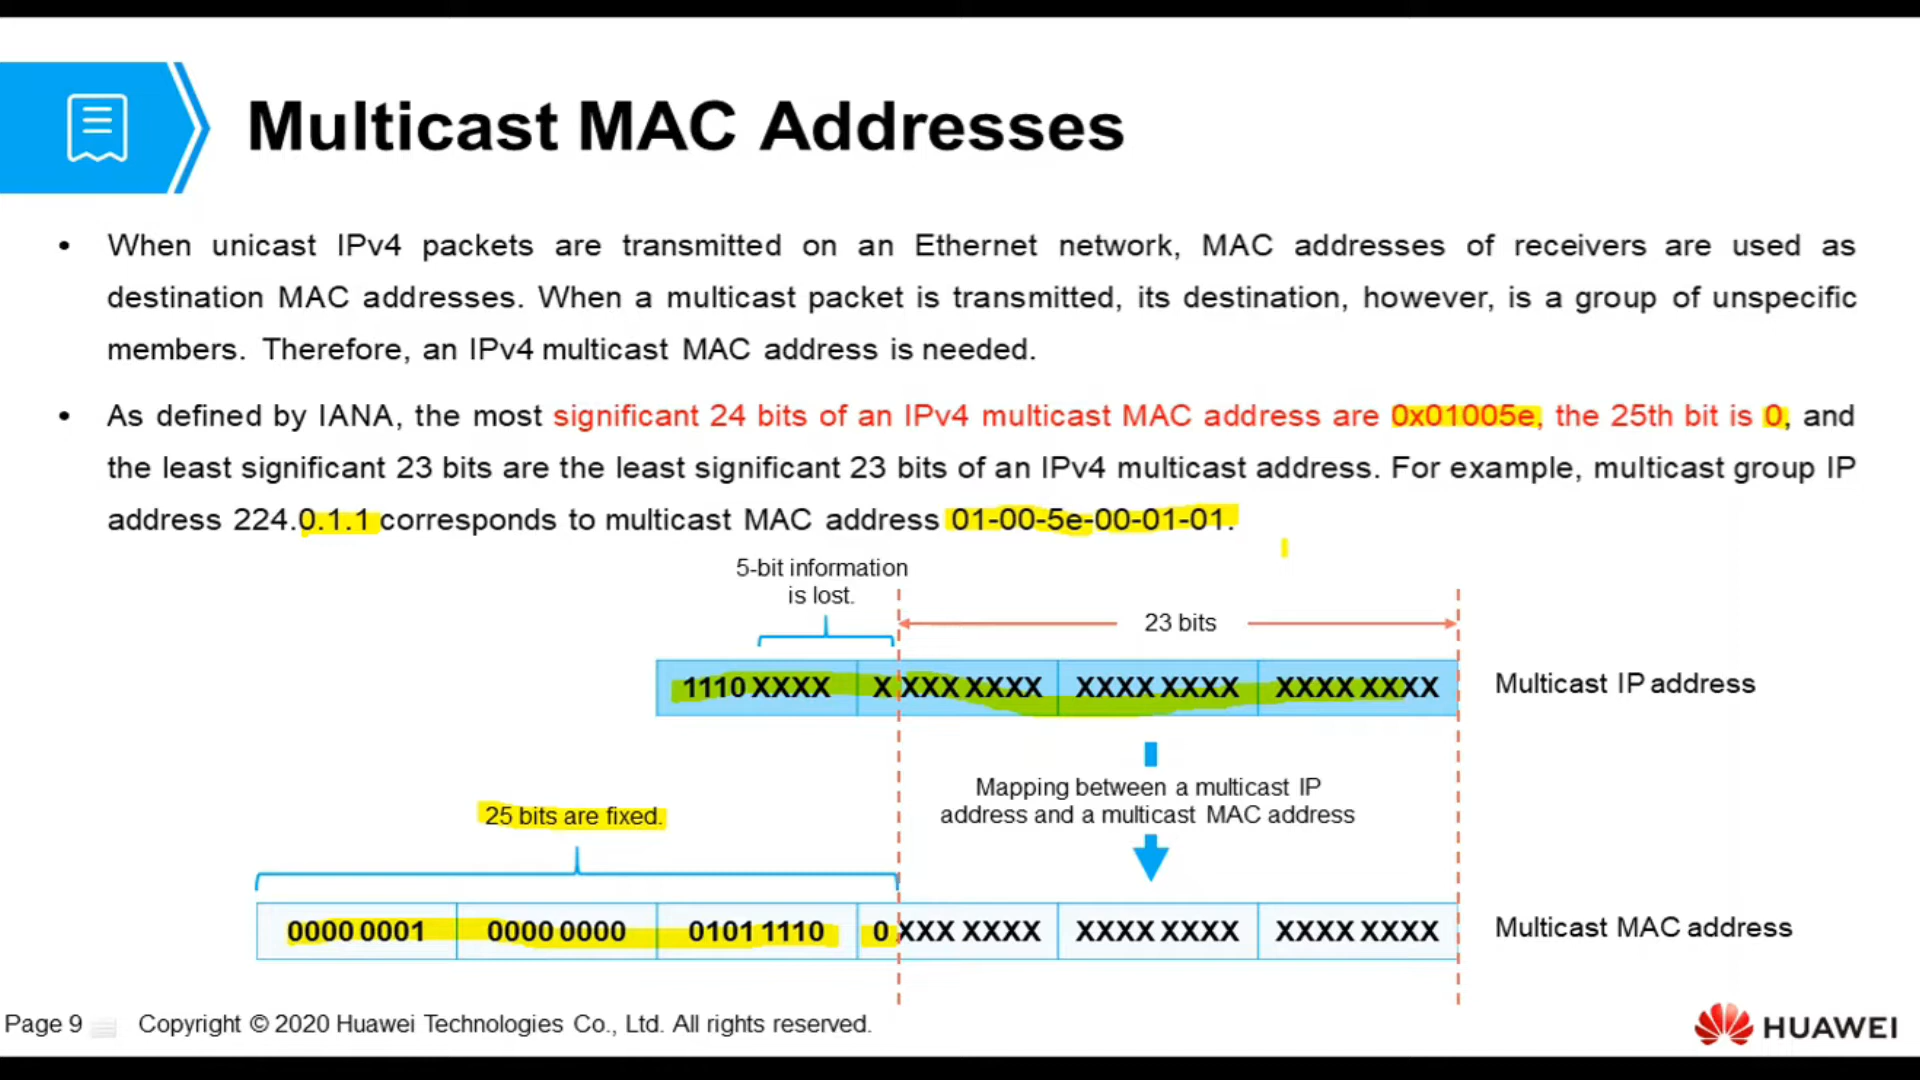 Multicast MAC Addresses
• When unicast IPv4 packets are transmitted on an Ethernet network, MAC addresses of receivers are used as
destination MAC addresses. When a multicast packet is transmitted, its destination, however, is a group of unspecific
members. Therefore, an IPv4 multicast MAC address is needed.
• As defined by IANA, the most significant 24 bits of an IPv4 multicast MAC address are 0x01005e, the 25th bit is 0, and
the least significant 23 bits are the least significant 23 bits of an IPv4 multicast address. For example, multicast group IP
address 224.0.1.1 corresponds to multicast MAC address 01-00-5e-00-01-01.
5-bit information
is lost.
23 bits
1110 XXXX X XXX XXXX XXXX XXXX XXXX XXXX
Multicast IP address
Mapping between a multicast IP
address and a multicast MAC address
25 bits are fixed.
0000 0001 0000 0000 0101 1110 0 XXX XXXX XXXX XXXX XXXX XXXX
Multicast MAC address
Page 9 Copyright © 2020 Huawei Technologies Co., Ltd. All rights reserved.
HUAWEI